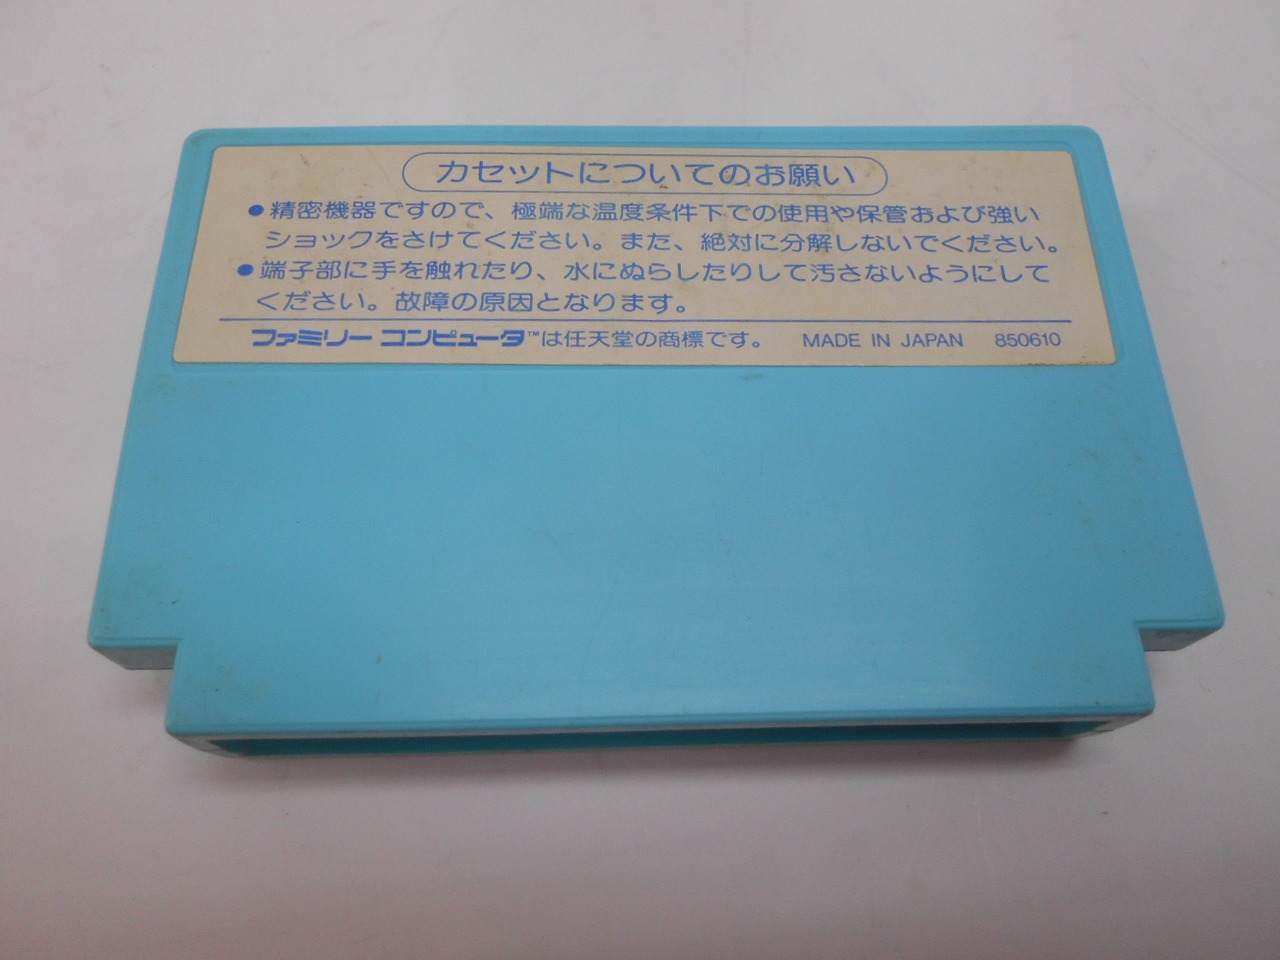 カセットについてのお願い
●精密機器ですので、極端な温度条件下での使用や保管および強い
ショックをさけてください。また、絶対に分解しないでください。
●端子部に手を触れたり、水にぬらしたりして汚さないようにして
ください。故障の原因となります。
ファミリー コンピュータ™は任天堂の商標です。 MADE IN JAPAN 850610